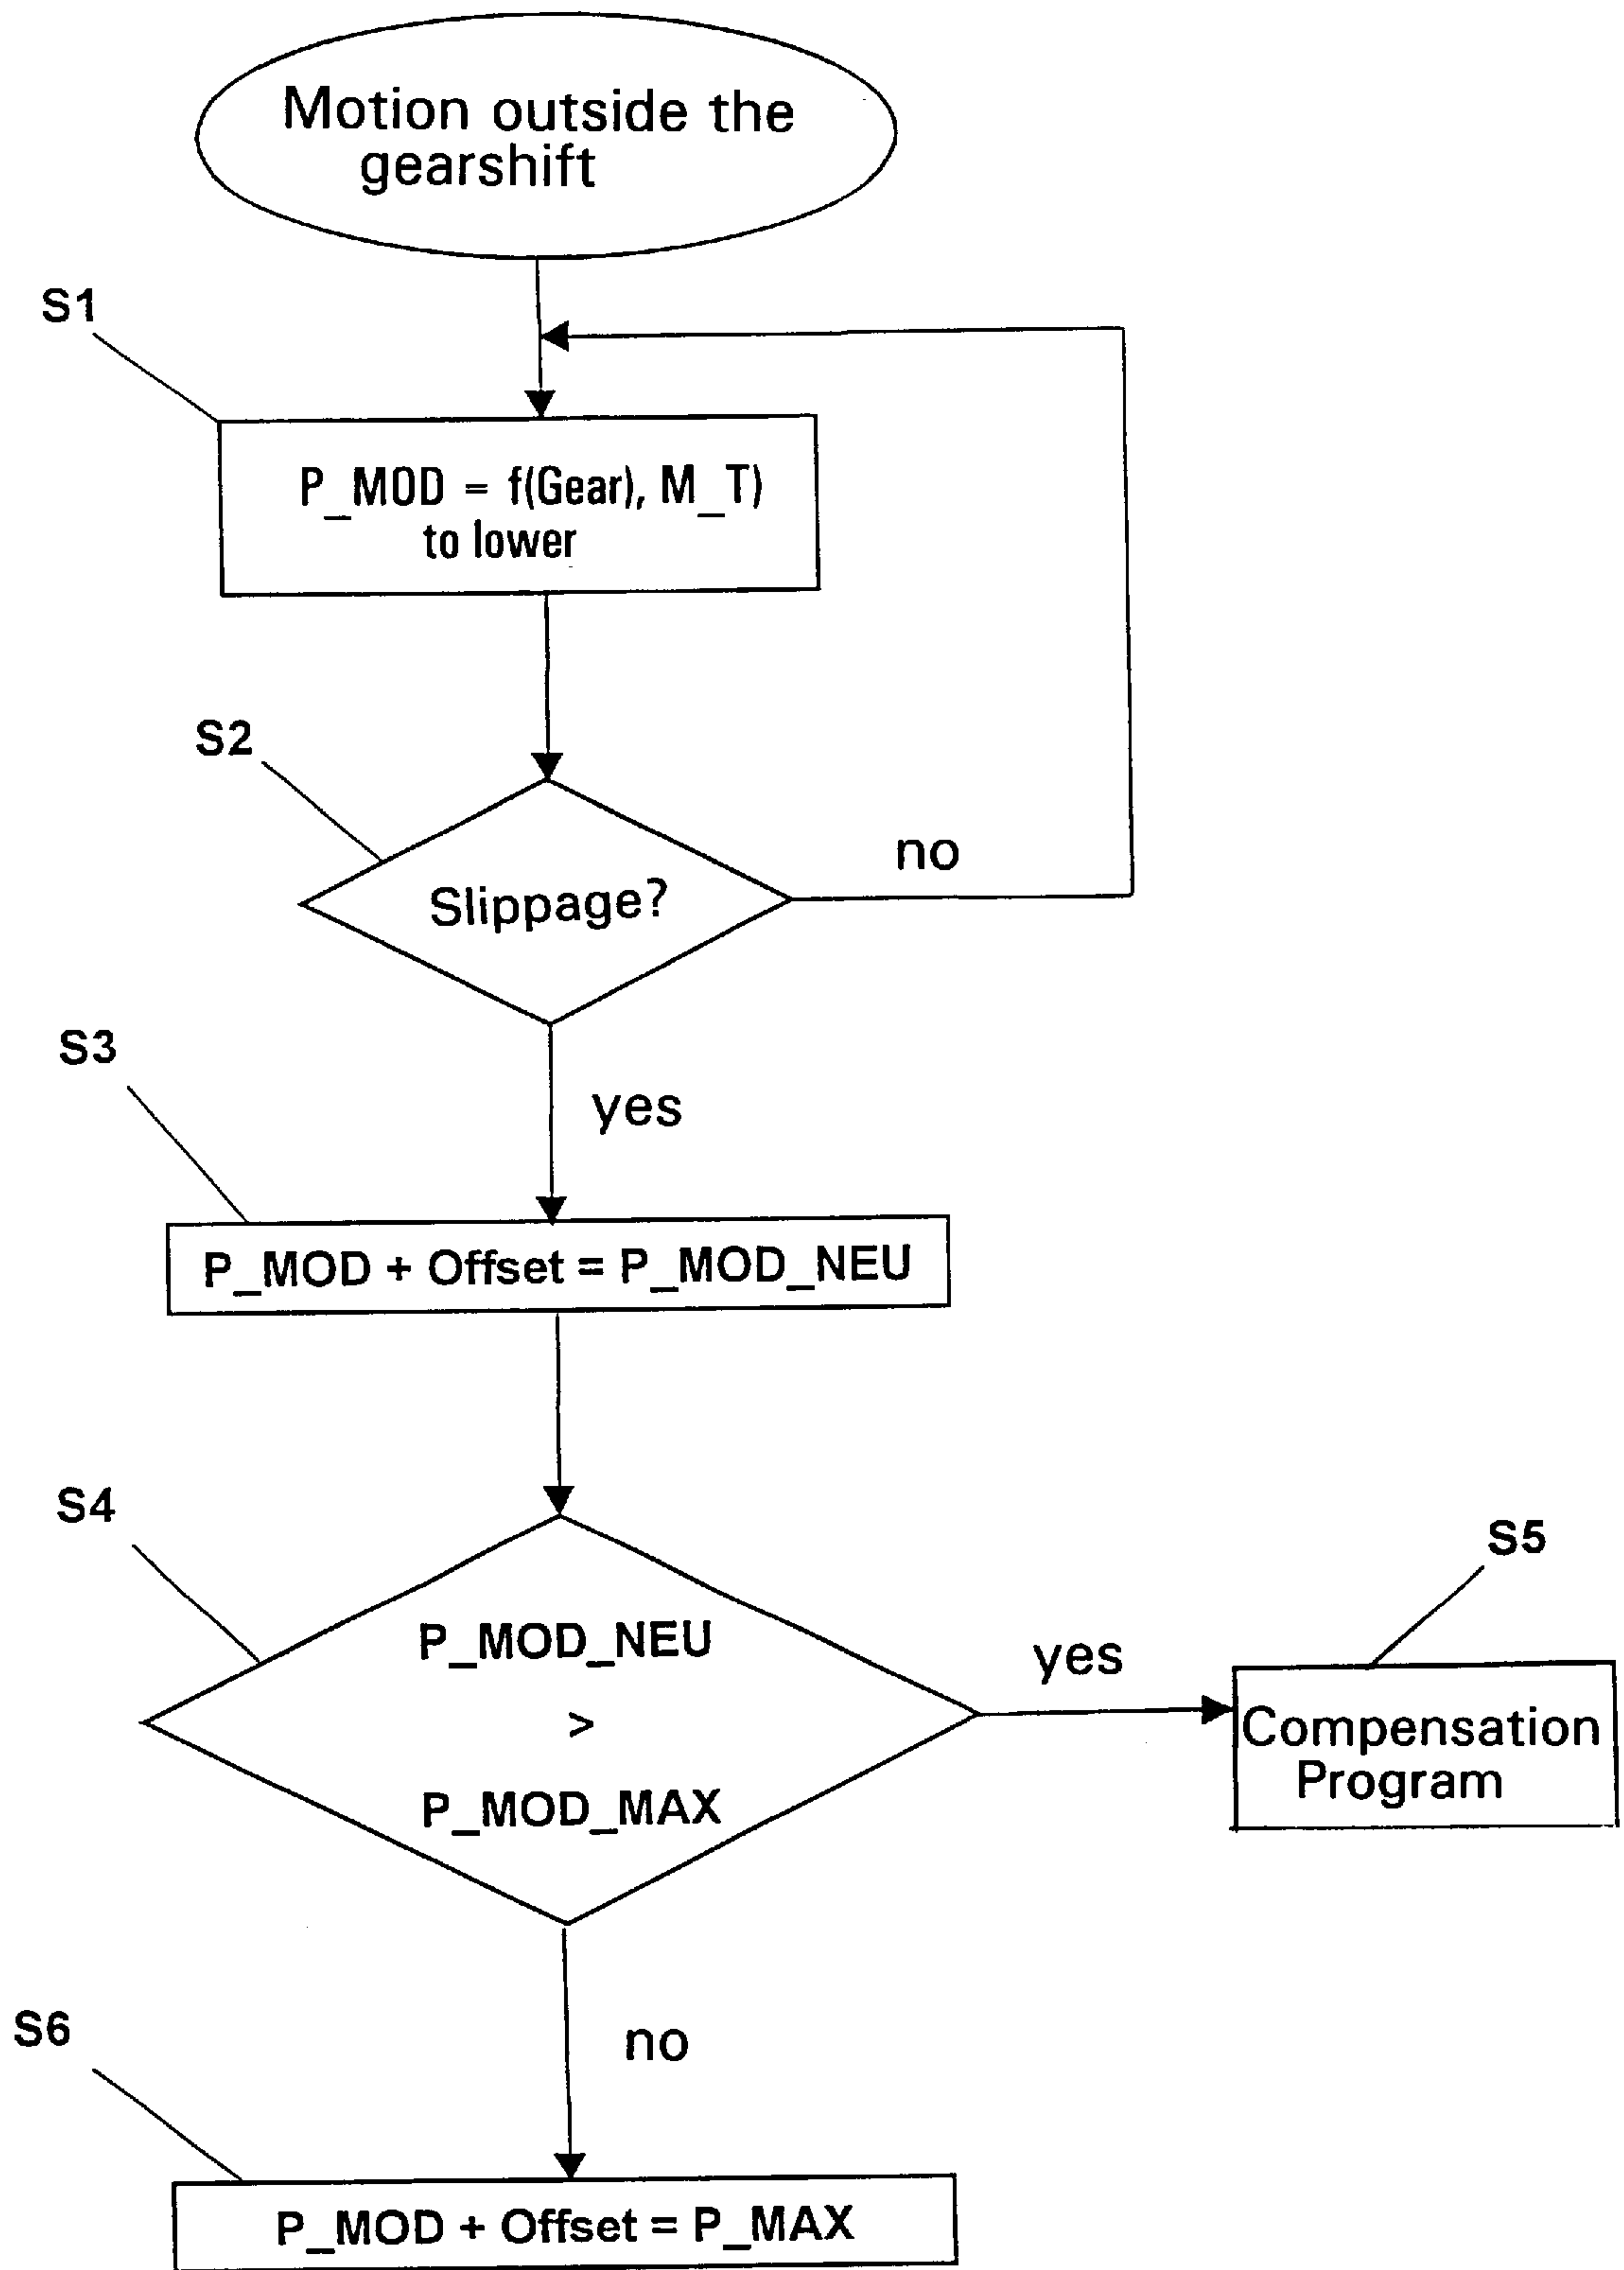 Motion outside the
gearshift
S1
P_MOD = f(Gear), M_T)
to lower
S2
Slippage?
no
S3
yes
P_MOD + Offset = P_MOD_NEU
S4
P_MOD_NEU
>
P_MOD_MAX
yes
S5
Compensation
Program
S6
no
P_MOD + Offset = P_MAX